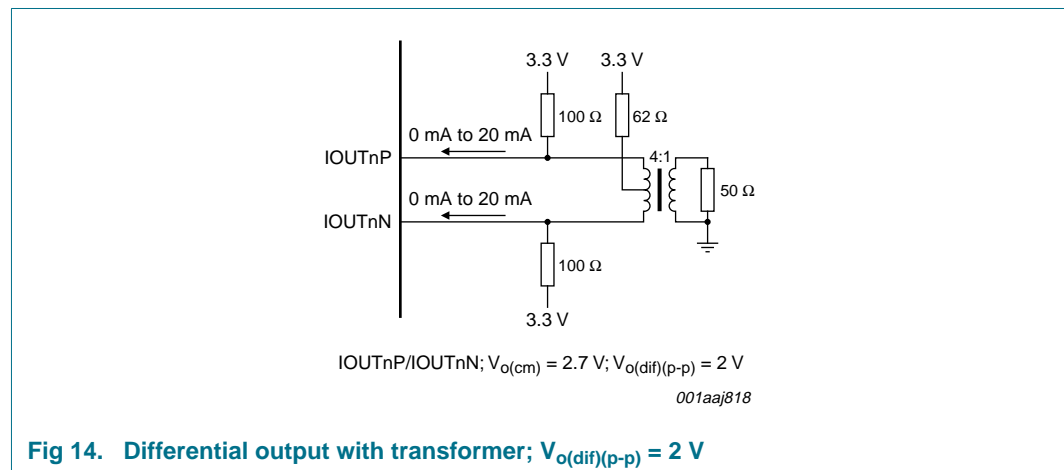 3.3 V 3.3 V
100 Ω 62 Ω
0 mA to 20 mA
IOUTnP
4:1
50 Ω
0 mA to 20 mA
IOUTnN
100 Ω
3.3 V
IOUTnP/IOUTnN; Vo(cm) = 2.7 V; Vo(dif)(p-p) = 2 V
001aaj818
Fig 14. Differential output with transformer; Vo(dif)(p-p) = 2 V